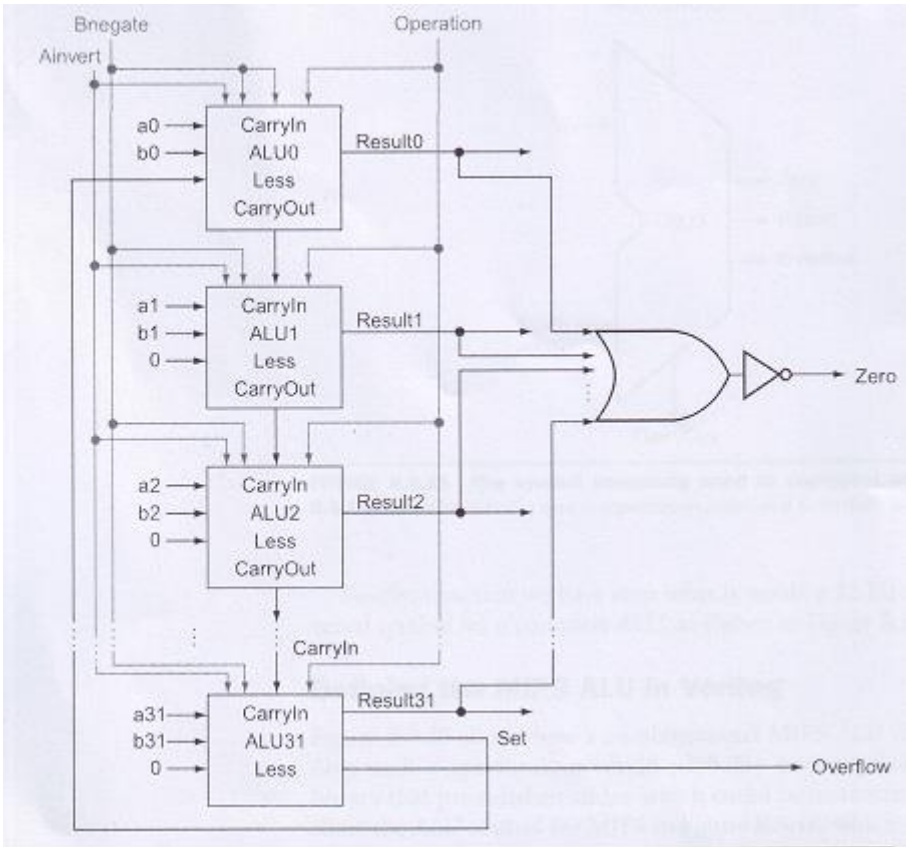 Bnegate
Operation
Ainvert
a0
CarryIn
b0
ALU0
Less
CarryOut
Result0
a1
CarryIn
b1
ALU1
0
Less
CarryOut
Result1
Zero
a2
CarryIn
b2
ALU2
0
Less
CarryOut
Result2
CarryIn
a31
CarryIn
b31
ALU31
0
Less
Result31
Set
Overflow